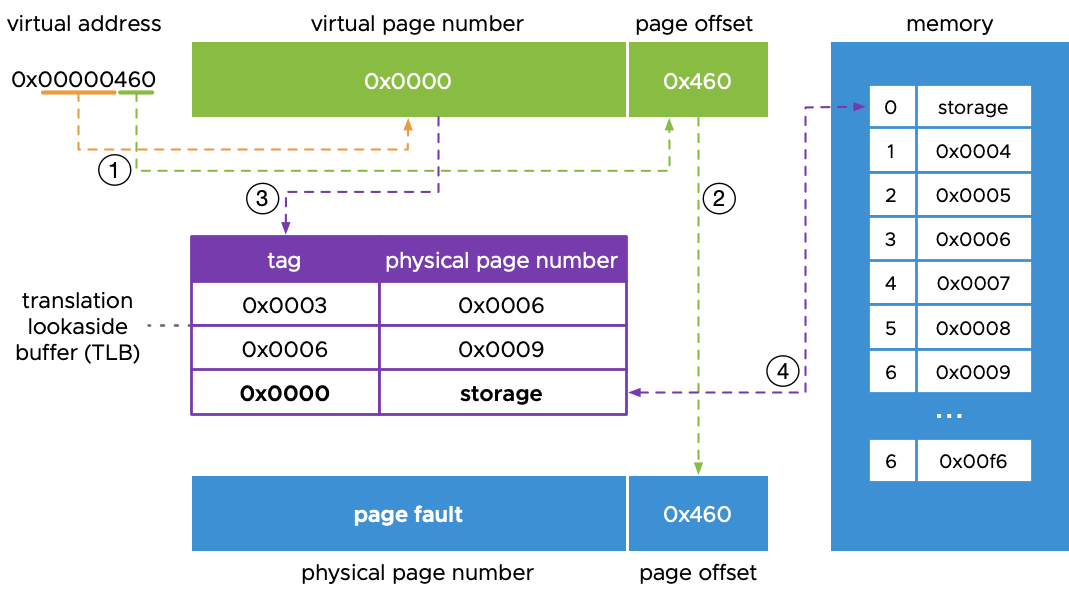 virtual address
virtual page number
page offset
memory
0x00000460
0x0000
0x460
1
3
2
tag
physical page number
0x0003
0x0006
0x0006
0x0009
0x0000
storage
translation
lookaside
buffer (TLB)
4
0 storage
1 0x0004
2 0x0005
3 0x0006
4 0x0007
5 0x0008
6 0x0009
...
6 0x00f6
page fault
0x460
physical page number
page offset